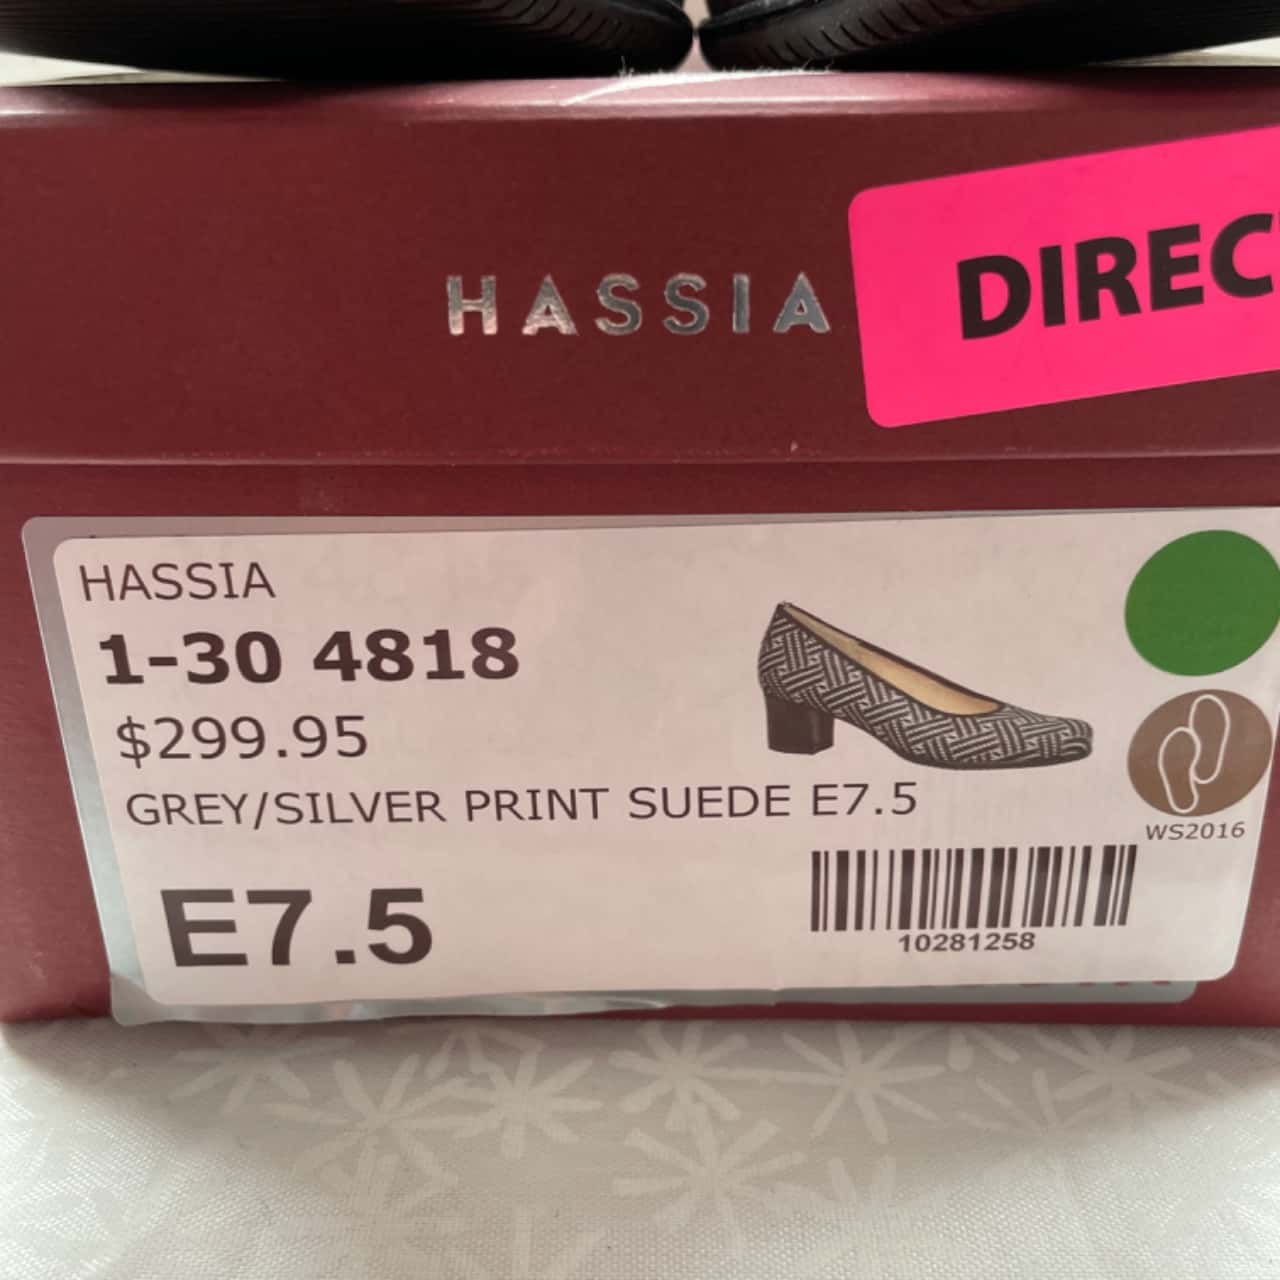 HASSIA
DIREC
HASSIA
1-30 4818
$299.95
GREY/SILVER PRINT SUEDE E7.5
WS2016
E7.5
10281258